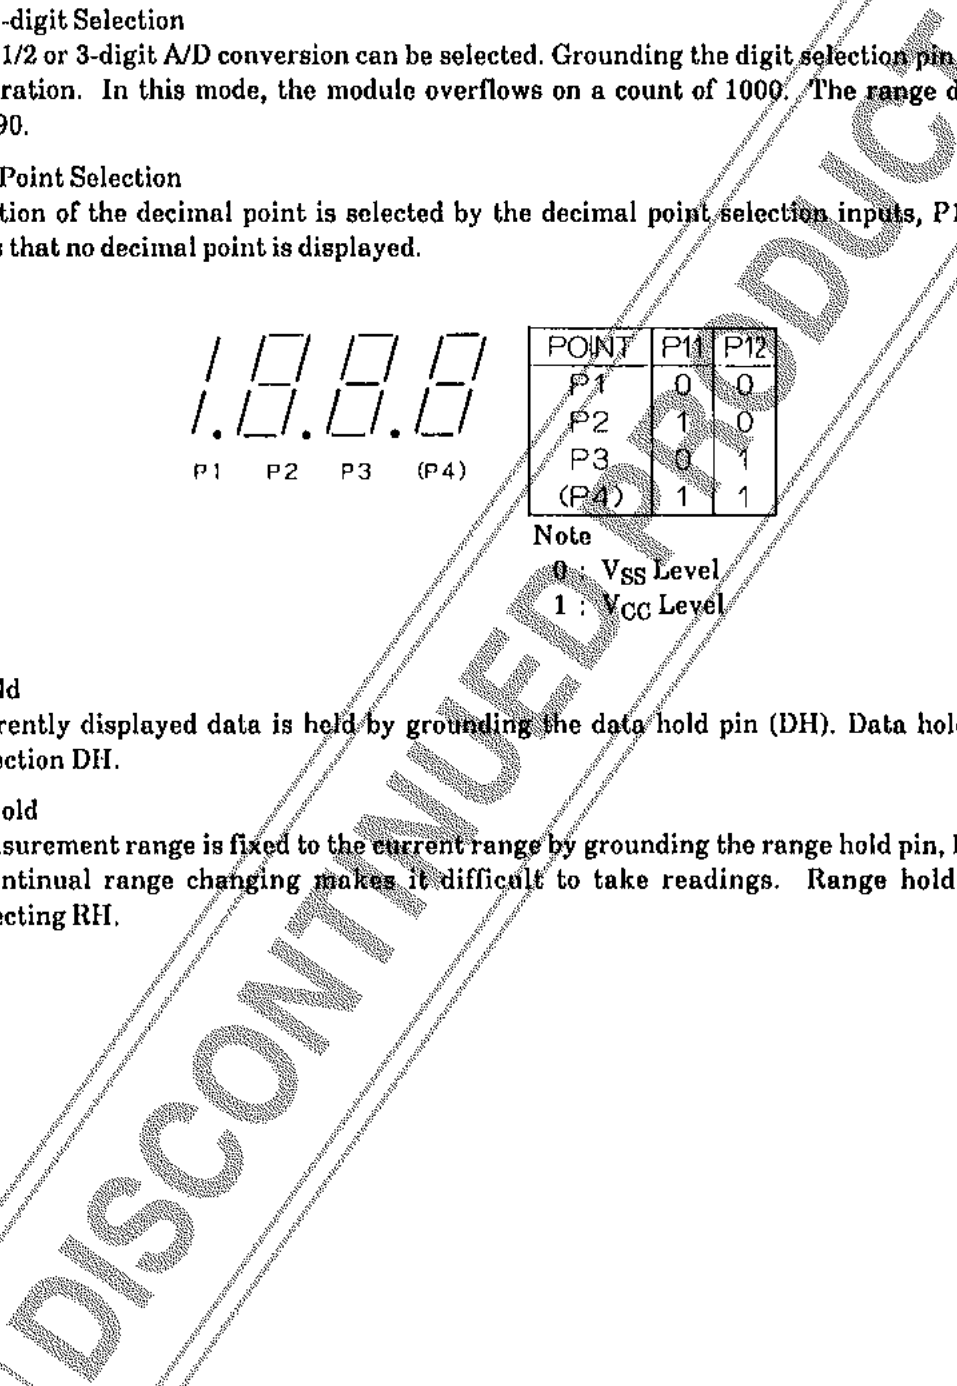 -digit Selection
1/2 or 3-digit A/D conversion can be selected. Grounding the digit selection pin
ration. In this mode, the module overflows on a count of 1000. The range d
90.
Point Selection
tion of the decimal point is selected by the decimal point selection inputs, P1
s that no decimal point is displayed.
1.8.8.8
P1 P2 P3 (P4)
POINT P11 P12
P1 0 0
P2 1 0
P3 0 1
(P4) 1 1
Note
0 : VSS Level
1 : VCC Level
ld
rently displayed data is held by grounding the data hold pin (DH). Data hol
ection DH.
old
surement range is fixed to the current range by grounding the range hold pin,
ntinual range changing makes it difficult to take readings. Range hold
ecting RH.
DISCONTINUED PRODUCT